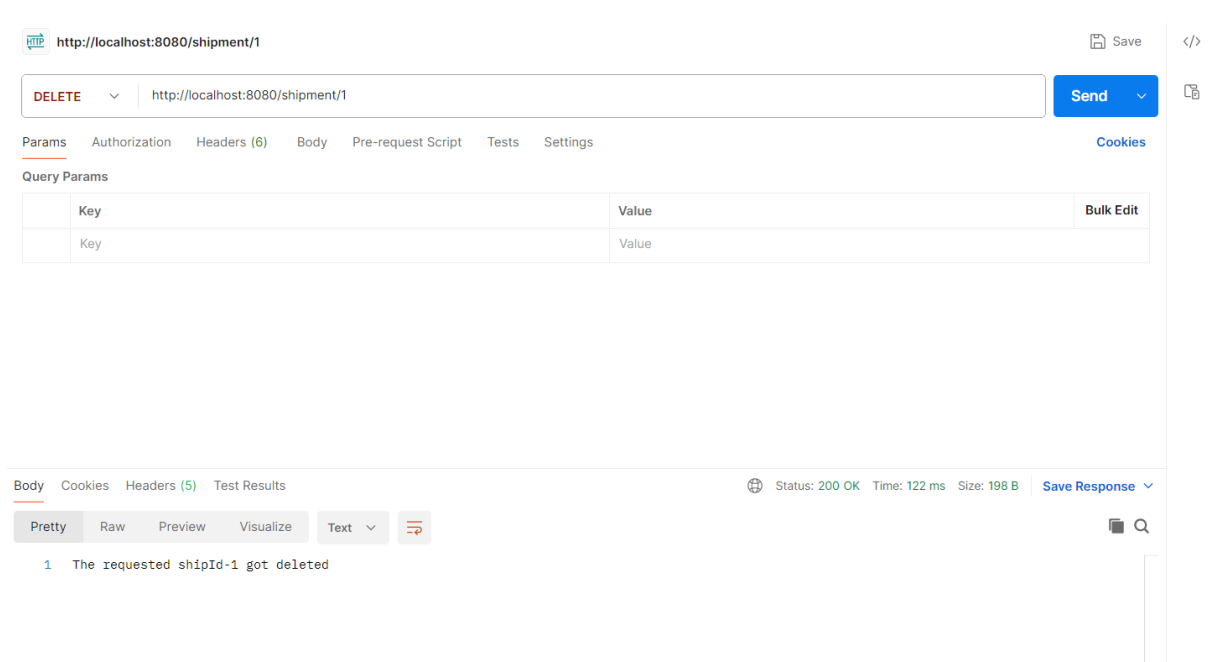 HTTP http://localhost:8080/shipment/1 Save </>
DELETE http://localhost:8080/shipment/1 Send
Params Authorization Headers (6) Body Pre-request Script Tests Settings Cookies
Query Params
Key Value Bulk Edit
Key Value
Body Cookies Headers (5) Test Results Status: 200 OK Time: 122 ms Size: 198 B Save Response
Pretty Raw Preview Visualize Text
1 The requested shipId-1 got deleted